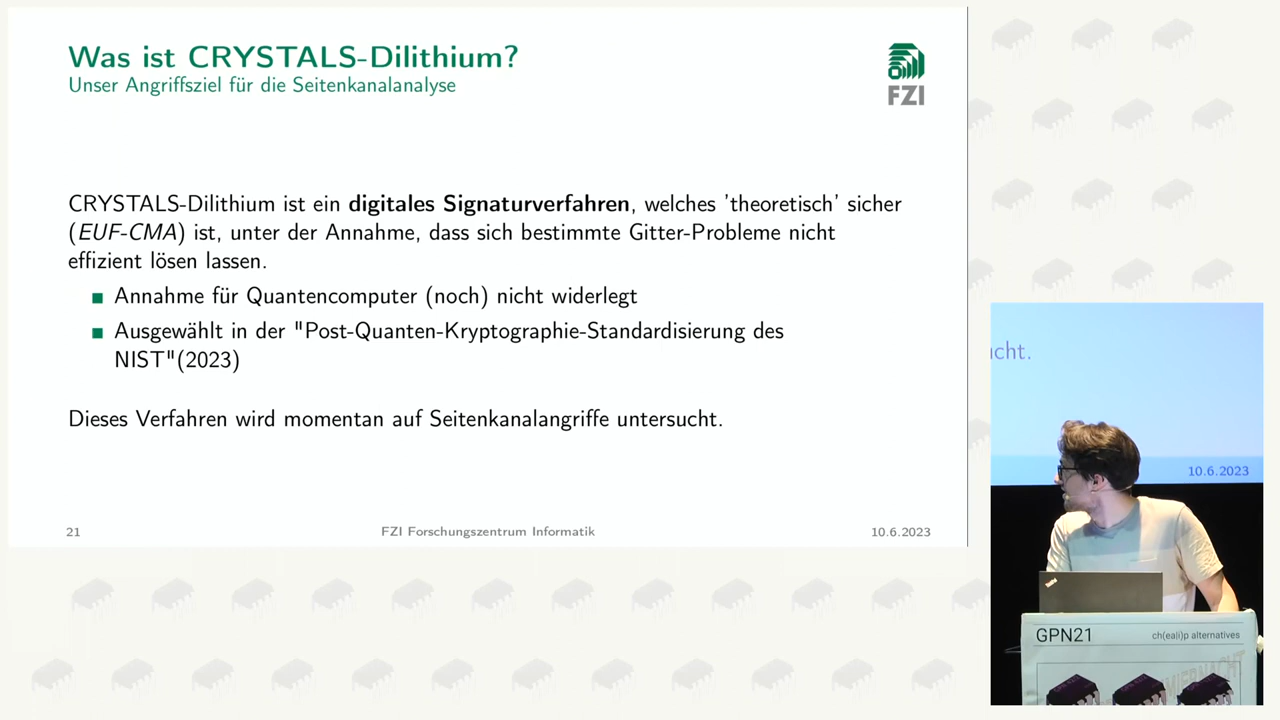 Was ist CRYSTALS-Dilithium?
Unser Angriffsziel für die Seitenkanalanalyse
FZI
CRYSTALS-Dilithium ist ein digitales Signaturverfahren, welches 'theoretisch' sicher
(EUF-CMA) ist, unter der Annahme, dass sich bestimmte Gitter-Probleme nicht
effizient lösen lassen.
Annahme für Quantencomputer (noch) nicht widerlegt
Ausgewählt in der "Post-Quanten-Kryptographie-Standardisierung des
NIST"(2023)
Dieses Verfahren wird momentan auf Seitenkanalangriffe untersucht.
21
FZI Forschungszentrum Informatik
10.6.2023
cht.
10.6.2023
GPN21
ch(ea|i)p alternatives